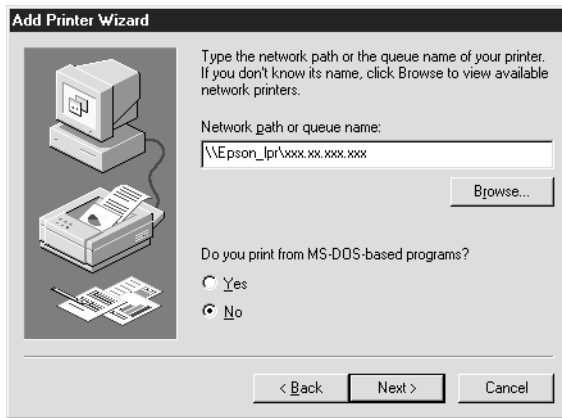 Add Printer Wizard
Type the network path or the queue name of your printer.
If you don't know its name, click Browse to view available
network printers.
Network path or queue name:
\\Epson_lpr\xxx.xx.xxx.xxx
Browse...
Do you print from MS-DOS-based programs?
Yes
No
< Back
Next >
Cancel